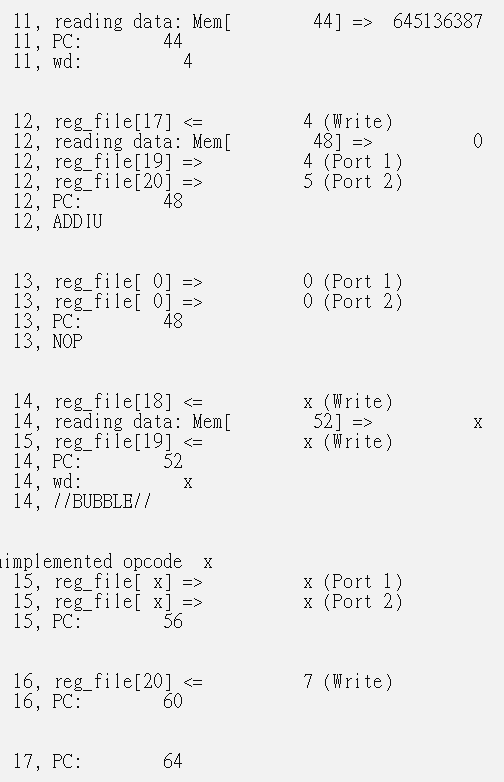 11, reading data: Mem[        44] =>  645136387
11, PC:        44
11, wd:          4
12, reg_file[17] <=          4 (Write)
12, reading data: Mem[        48] =>          0
12, reg_file[19] =>          4 (Port 1)
12, reg_file[20] =>          5 (Port 2)
12, PC:        48
12, ADDIU
13, reg_file[ 0] =>          0 (Port 1)
13, reg_file[ 0] =>          0 (Port 2)
13, PC:        48
13, NOP
14, reg_file[18] <=          x (Write)
14, reading data: Mem[        52] =>          x
15, reg_file[19] <=          x (Write)
14, PC:        52
14, wd:          x
14, //BUBBLE//
nimplemented opcode  x
15, reg_file[ x] =>          x (Port 1)
15, reg_file[ x] =>          x (Port 2)
15, PC:        56
16, reg_file[20] <=          7 (Write)
16, PC:        60
17, PC:        64